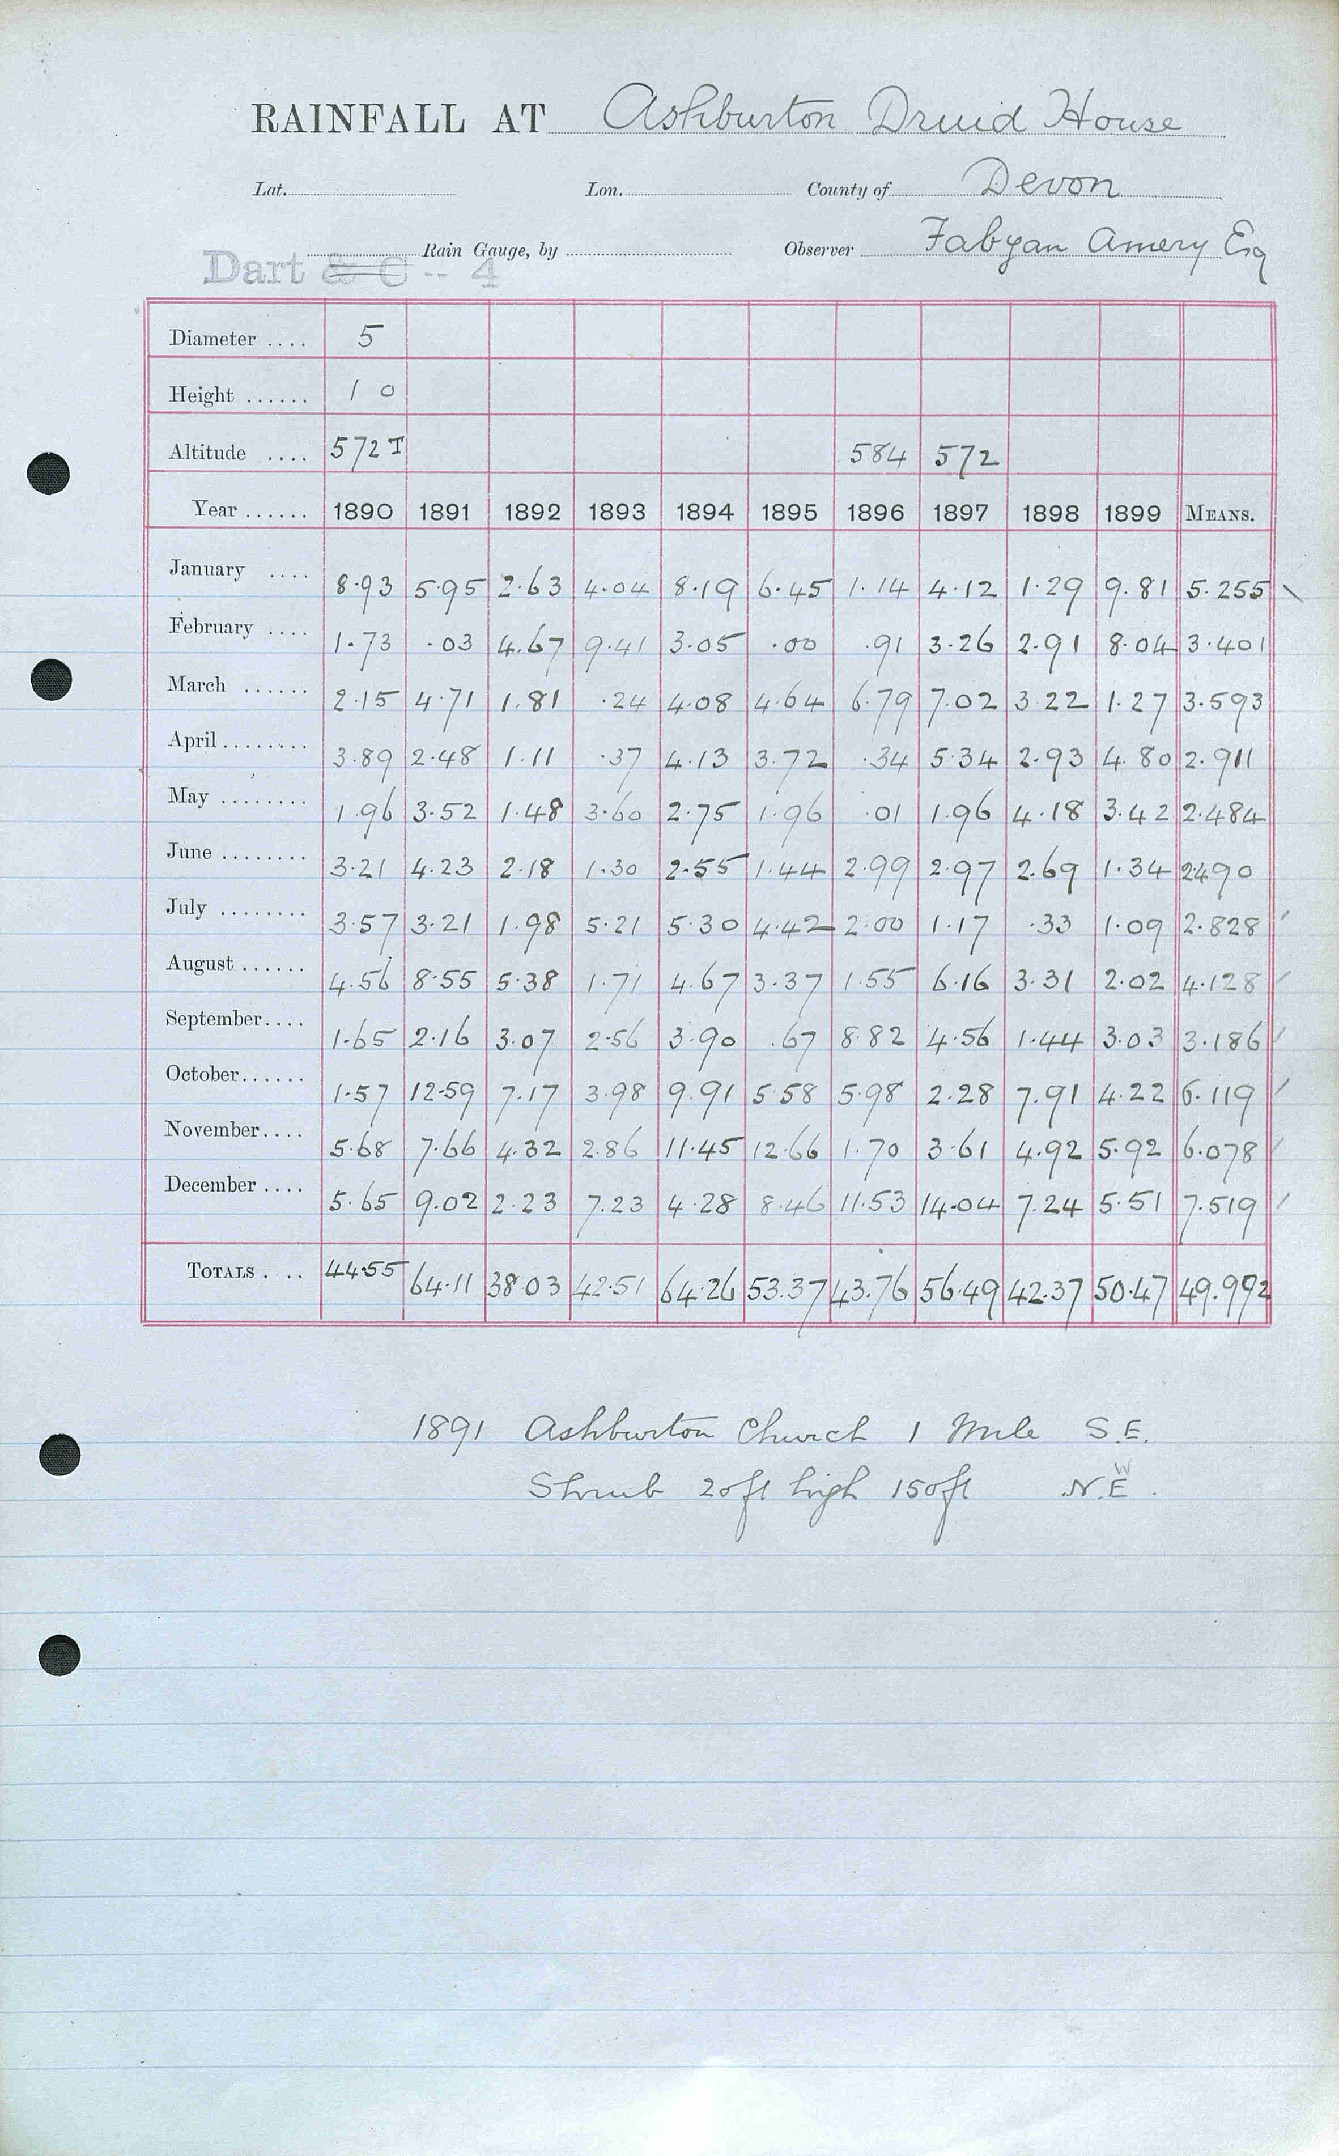 RAINFALL AT Ashburton Druid House
Lat. Lon. County of Devon
Rain Gauge, by Observer Fabyan Amery Esq
Dart & C -- 4
Diameter .... 5
Height ...... 1 0
Altitude .... 572 T 584 572
Year ...... 1890 1891 1892 1893 1894 1895 1896 1897 1898 1899 MEANS.
January .... 8.93 5.95 2.63 4.04 8.19 6.45 1.14 4.12 1.29 9.81 5.255
February .... 1.73 .03 4.67 9.41 3.05 .00 .91 3.26 2.91 8.04 3.401
March ...... 2.15 4.71 1.81 .24 4.08 4.64 6.79 7.02 3.22 1.27 3.593
April ........ 3.89 2.48 1.11 .37 4.13 3.72 .34 5.34 2.93 4.80 2.911
May ........ 1.96 3.52 1.48 3.60 2.75 1.96 .01 1.96 4.18 3.42 2.484
June ........ 3.21 4.23 2.18 1.30 2.55 1.44 2.99 2.97 2.69 1.34 2490
July ........ 3.57 3.21 1.98 5.21 5.30 4.42 2.00 1.17 .33 1.09 2.828
August ...... 4.56 8.55 5.38 1.71 4.67 3.37 1.55 6.16 3.31 2.02 4.128
September.... 1.65 2.16 3.07 2.56 3.90 .67 8.82 4.56 1.44 3.03 3.186
October...... 1.57 12.59 7.17 3.98 9.91 5.58 5.98 2.28 7.91 4.22 6.119
November.... 5.68 7.66 4.32 2.86 11.45 12.66 1.70 3.61 4.92 5.92 6.078
December .... 5.65 9.02 2.23 7.23 4.28 8.46 11.53 14.04 7.24 5.51 7.519
TOTALS .... 44.55 64.11 38.03 42.51 64.26 53.37 43.76 56.49 42.37 50.47 49.992
1891 Ashburton Church 1 Mile S.E.
Shrub 20ft high 150ft N.E W.